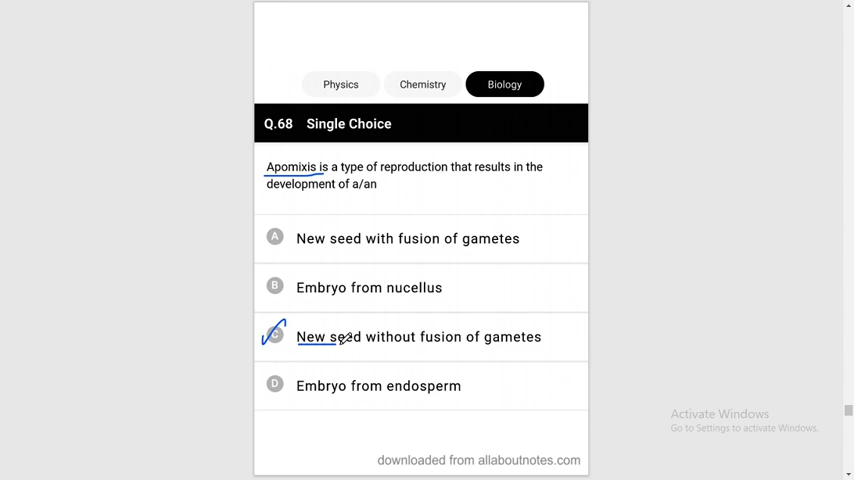 Physics
Chemistry
Biology
Q.68 Single Choice
Apomixis is a type of reproduction that results in the
development of a/an
A New seed with fusion of gametes
B Embryo from nucellus
C New seed without fusion of gametes
D Embryo from endosperm
downloaded from allaboutnotes.com
Activate Windows
Go to Settings to activate Windows.